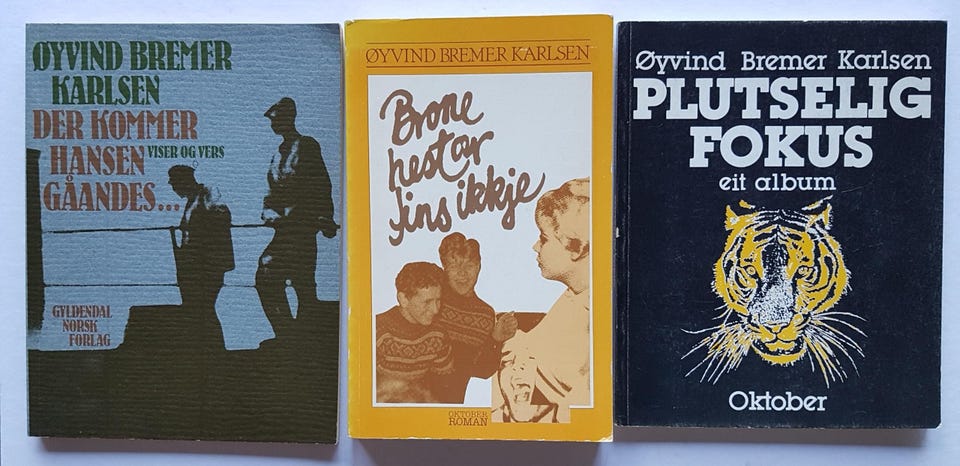 ØYVIND BREMER
KARLSEN
DER KOMMER
HANSEN VISER OG VERS
GÅANDES...
GYLDENDAL
NORSK
FORLAG
ØYVIND BREMER KARLSEN
Brone
hestar
fins ikkje
OKTOBER
ROMAN
Øyvind Bremer Karlsen
PLUTSELIG
FOKUS
eit album
Oktober